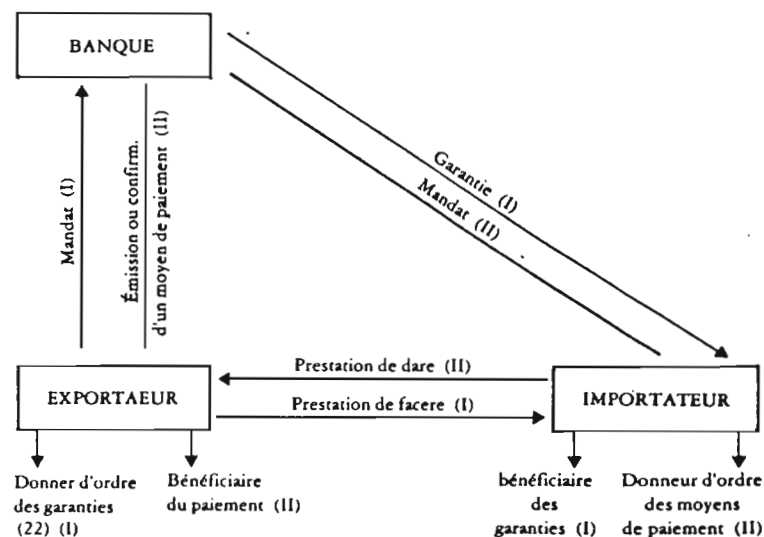 BANQUE
Mandat (I)
Émission ou confirm.
d'un moyen de paiement (II)
Garantie (I)
Mandat (II)
Prestation de dare (II)
EXPORTAEUR
Prestation de facere (I)
IMPORTATEUR
Donner d'ordre
des garanties
(22) (I)
Bénéficiaire
du paiement (II)
bénéficiaire
des
garanties (I)
Donneur d'ordre
des moyens
de paiement (II)